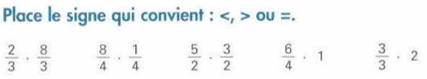 Place le signe qui convient : <, > ou =.
2/3 . 8/3    8/4 . 1/4    5/2 . 3/2    6/4 . 1    3/3 . 2